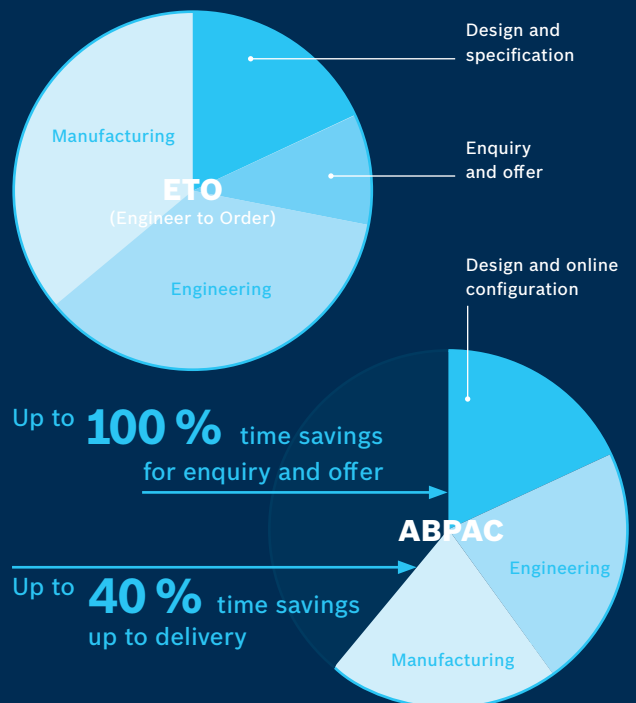 Design and
specification
Manufacturing
Enquiry
and offer
ETO
(Engineer to Order)
Engineering
Design and online
configuration
Up to 100 % time savings
for enquiry and offer
ABPAC
Engineering
Up to 40 % time savings
up to delivery
Manufacturing